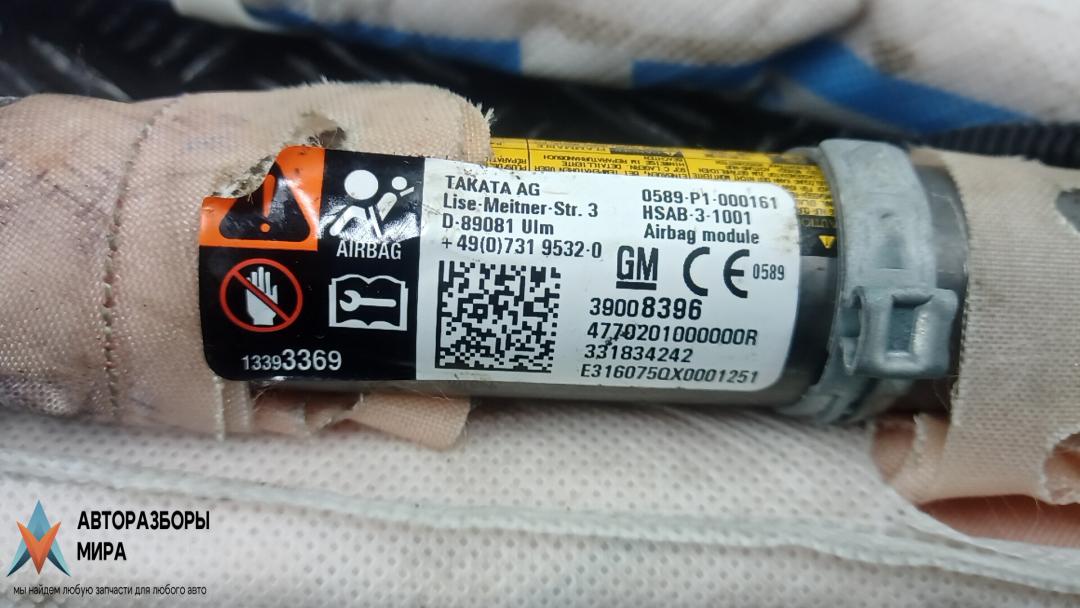 AIRBAG
13393369
TAKATA AG
Lise-Meitner-Str. 3
D-89081 Ulm
+49(0)731 9532-0
0589-P1-000161
HSAB-3-1001
Airbag module
GM CE 0589
39008396
4770201000000R
331834242
E316075QX0001251
FLAMMABLE
АВТОРАЗБОРЫ
МИРА
мы найдем любую запчасти для любого авто